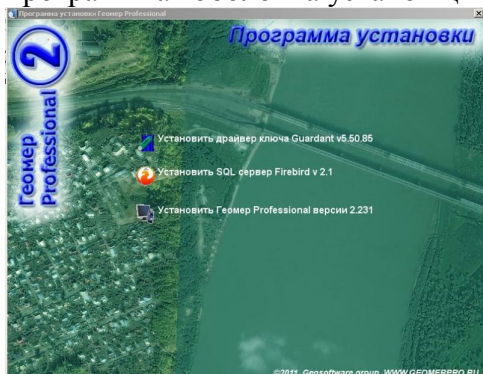 Программа установки Геомер Professional
Программа установки
Геомер
Professional
2
Установить драйвер ключа Guardant v5.50.85
Установить SQL сервер Firebird v 2.1
Установить Геомер Professional версии 2.231
©2011, Geosoftware group, WWW.GEOMERPRO.RU